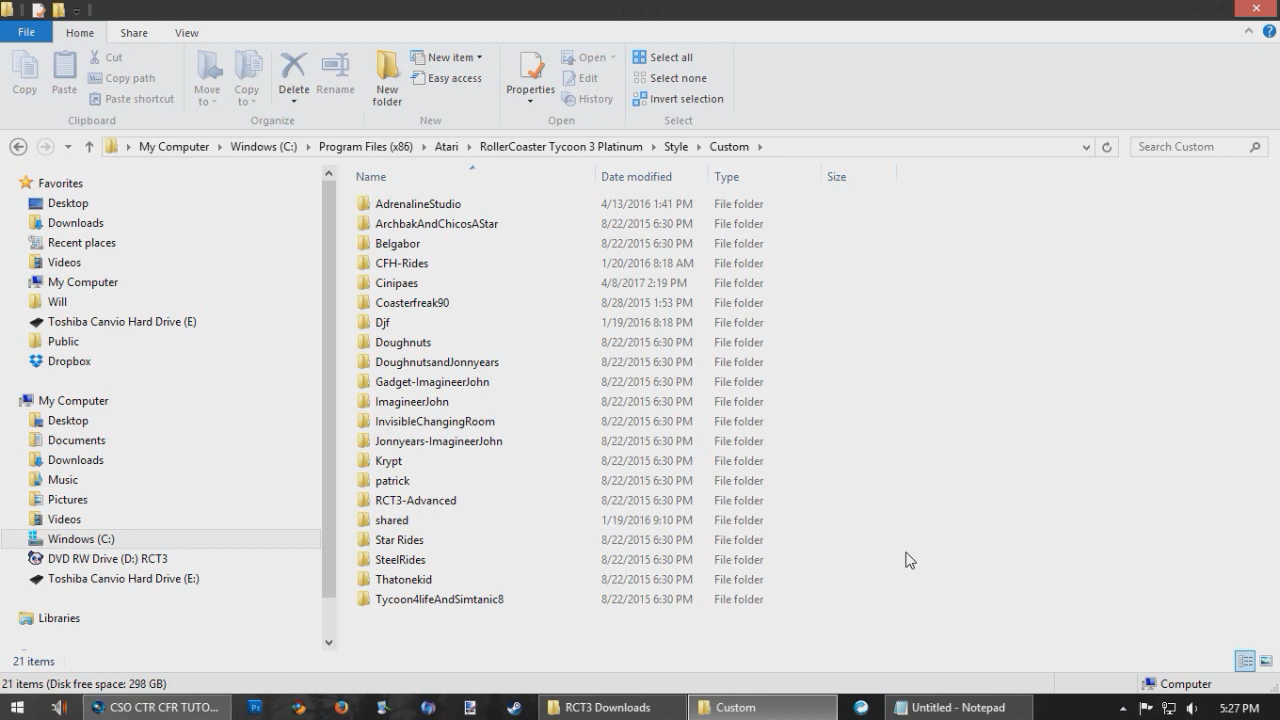 File Home Share View
Copy Paste Cut Copy path Paste shortcut Move to Copy to Delete Rename New folder New item Easy access Properties Open Edit History Select all Select none Invert selection
Clipboard Organize New Open Select
My Computer Windows (C:) Program Files (x86) Atari RollerCoaster Tycoon 3 Platinum Style Custom Search Custom
Favorites
Desktop
Downloads
Recent places
Videos
My Computer
Will
Toshiba Canvio Hard Drive (E)
Public
Dropbox
My Computer
Desktop
Documents
Downloads
Music
Pictures
Videos
Windows (C:)
DVD RW Drive (D:) RCT3
Toshiba Canvio Hard Drive (E:)
Libraries
Name Date modified Type Size
AdrenalineStudio 4/13/2016 1:41 PM File folder
ArchbakAndChicosAStar 8/22/2015 6:30 PM File folder
Belgabor 8/22/2015 6:30 PM File folder
CFH-Rides 1/20/2016 8:18 AM File folder
Cinipaes 4/8/2017 2:19 PM File folder
Coasterfreak90 8/28/2015 1:53 PM File folder
Djf 1/19/2016 8:18 PM File folder
Doughnuts 8/22/2015 6:30 PM File folder
DoughnutsandJonnyears 8/22/2015 6:30 PM File folder
Gadget-ImagineerJohn 8/22/2015 6:30 PM File folder
ImagineerJohn 8/22/2015 6:30 PM File folder
InvisibleChangingRoom 8/22/2015 6:30 PM File folder
Jonnyears-ImagineerJohn 8/22/2015 6:30 PM File folder
Krypt 8/22/2015 6:30 PM File folder
patrick 8/22/2015 6:30 PM File folder
RCT3-Advanced 8/22/2015 6:30 PM File folder
shared 1/19/2016 9:10 PM File folder
Star Rides 8/22/2015 6:30 PM File folder
SteelRides 8/22/2015 6:30 PM File folder
Thatonekid 8/22/2015 6:30 PM File folder
Tycoon4lifeAndSimtanic8 8/22/2015 6:30 PM File folder
21 items
21 items (Disk free space: 298 GB) Computer
CSO CTR CFR TUTO... RCT3 Downloads Custom Untitled - Notepad 5:27 PM